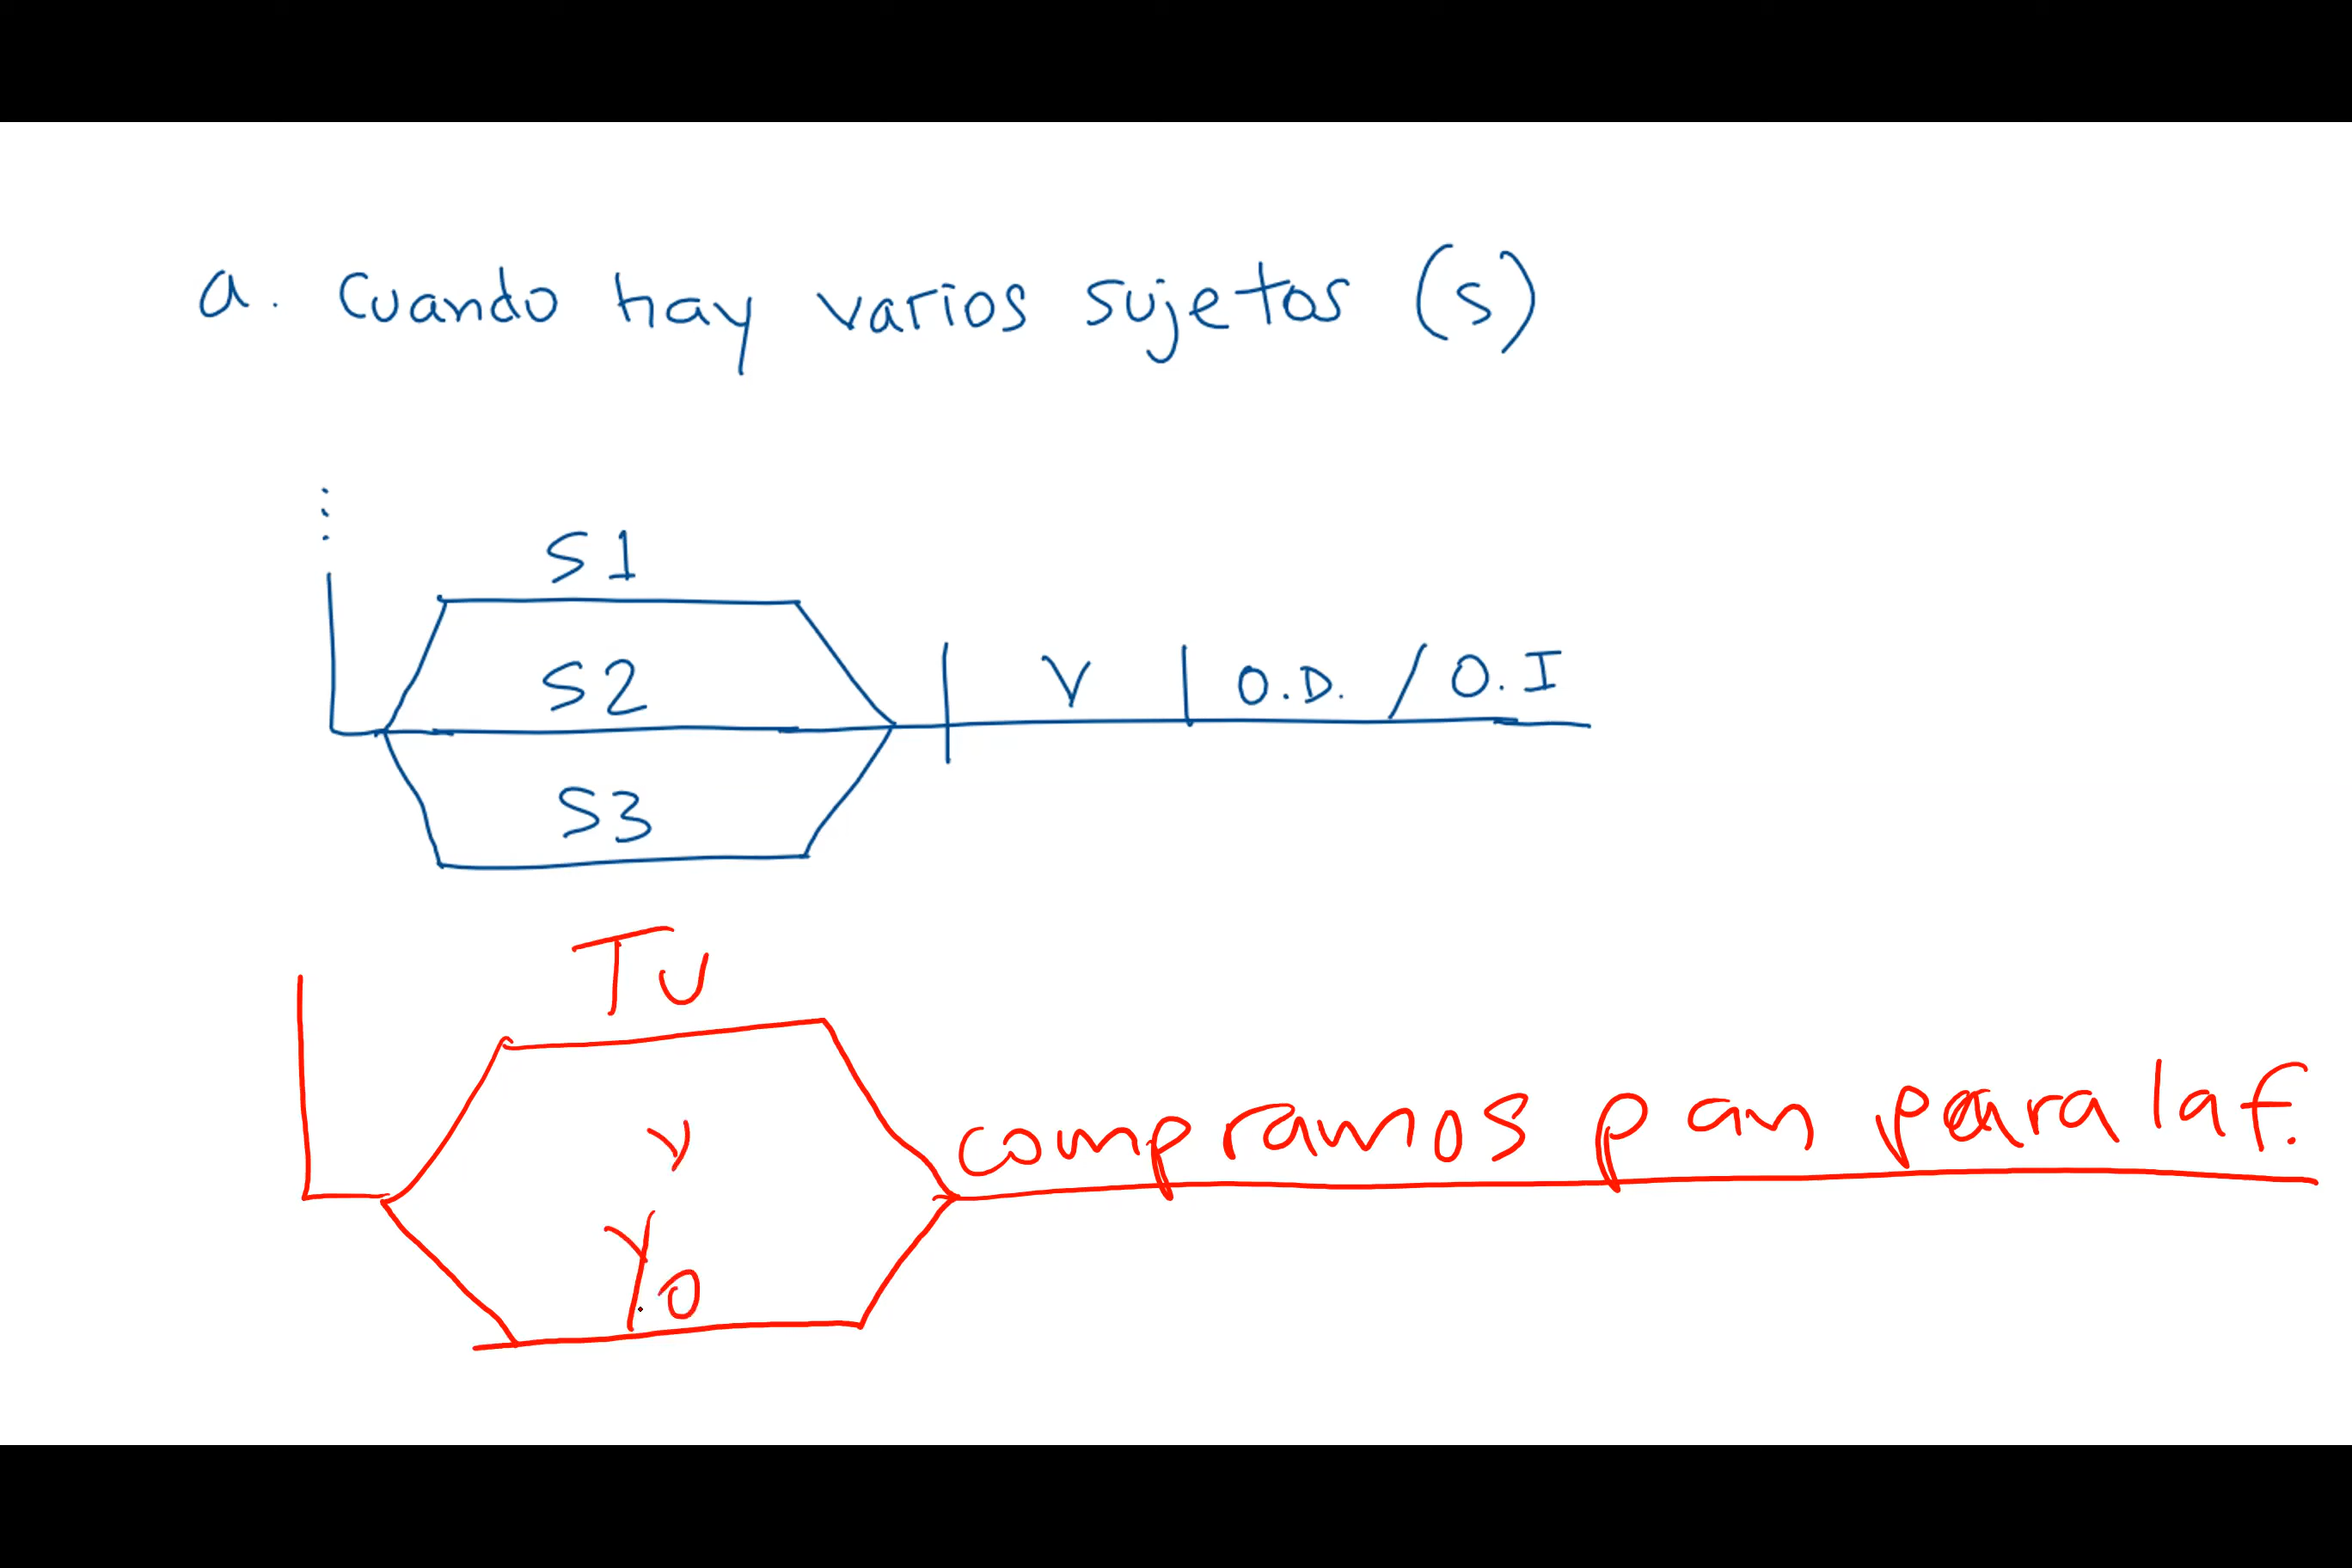 a. Cuando hay varios sujetos (s)
S1
S2 | V | O.D. / O.I
S3
Tu
y
compramos pan para la f.
Yo